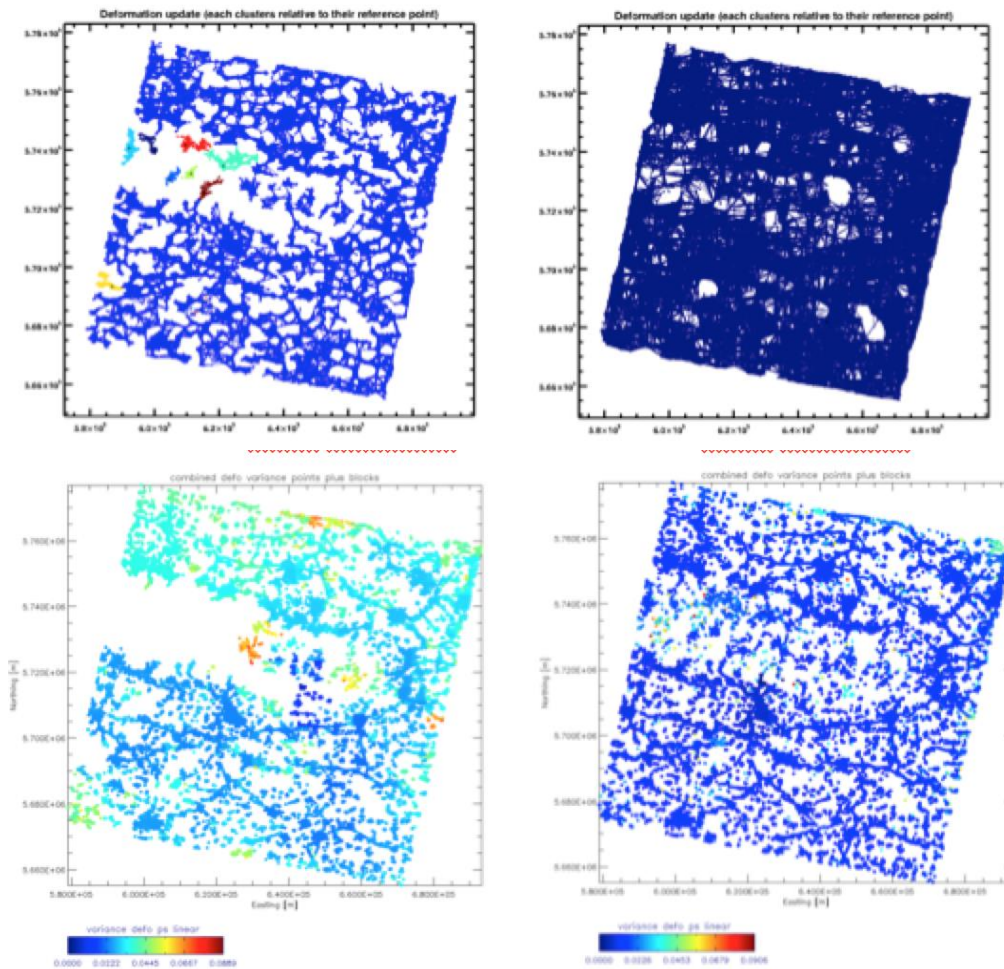 Deformation update (each clusters relative to their reference point)
Deformation update (each clusters relative to their reference point)
combined defo variance points plus blocks
combined defo variance points plus blocks
Northing [m]
Northing [m]
5.760E+06
5.740E+06
5.720E+06
5.700E+06
5.680E+06
5.660E+06
5.760E+06
5.740E+06
5.720E+06
5.700E+06
5.680E+06
5.660E+06
5.800E+05 6.000E+05 6.200E+05 6.400E+05 6.600E+05 6.800E+05
5.800E+05 6.000E+05 6.200E+05 6.400E+05 6.600E+05 6.800E+05
Easting [m]
Easting [m]
variance defo ps linear
variance defo ps linear
0.0000 0.0222 0.0445 0.0667 0.0889
0.0000 0.0226 0.0453 0.0679 0.0906